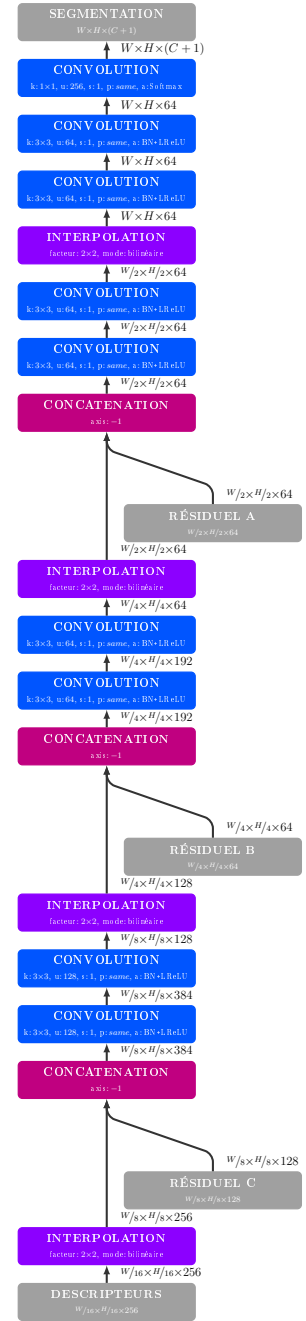 SEGMENTATION
W×H×(C+1)
W×H×(C+1)
CONVOLUTION
k:1×1, u:256, s:1, p:same, a:Softmax
W×H×64
CONVOLUTION
k:3×3, u:64, s:1, p:same, a:BN+LReLU
W×H×64
CONVOLUTION
k:3×3, u:64, s:1, p:same, a:BN+LReLU
W×H×64
INTERPOLATION
facteur: 2×2, mode: bilinéaire
W/2×H/2×64
CONVOLUTION
k:3×3, u:64, s:1, p:same, a:BN+LReLU
W/2×H/2×64
CONVOLUTION
k:3×3, u:64, s:1, p:same, a:BN+LReLU
W/2×H/2×64
CONCATENATION
axis:−1
W/2×H/2×64
RÉSIDUEL A
W/2×H/2×64
W/2×H/2×64
INTERPOLATION
facteur: 2×2, mode: bilinéaire
W/4×H/4×64
CONVOLUTION
k:3×3, u:64, s:1, p:same, a:BN+LReLU
W/4×H/4×192
CONVOLUTION
k:3×3, u:64, s:1, p:same, a:BN+LReLU
W/4×H/4×192
CONCATENATION
axis:−1
W/4×H/4×64
RÉSIDUEL B
W/4×H/4×64
W/4×H/4×128
INTERPOLATION
facteur: 2×2, mode: bilinéaire
W/8×H/8×128
CONVOLUTION
k:3×3, u:128, s:1, p:same, a:BN+LReLU
W/8×H/8×384
CONVOLUTION
k:3×3, u:128, s:1, p:same, a:BN+LReLU
W/8×H/8×384
CONCATENATION
axis:−1
W/8×H/8×128
RÉSIDUEL C
W/8×H/8×128
W/8×H/8×256
INTERPOLATION
facteur: 2×2, mode: bilinéaire
W/16×H/16×256
DESCRIPTEURS
W/16×H/16×256